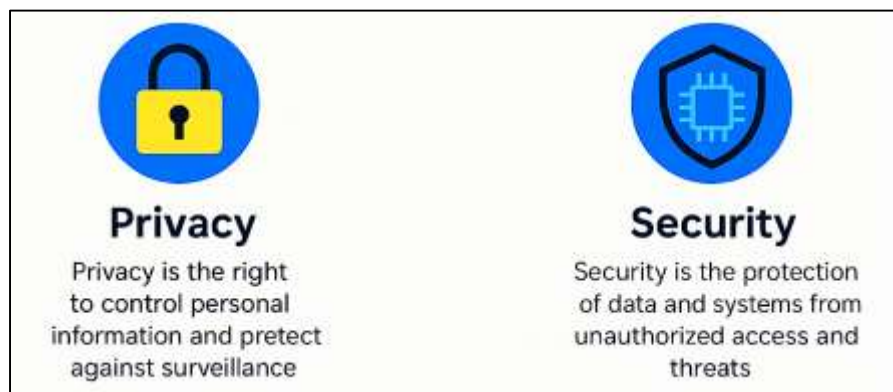 Privacy
Privacy is the right
to control personal
information and pretect
against surveillance
Security
Security is the protection
of data and systems from
unauthorized access and
threats